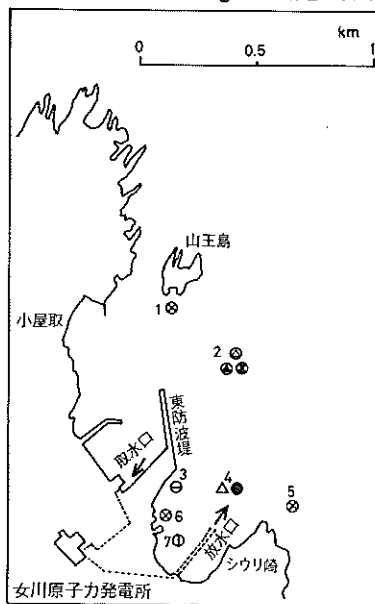 km
0 0.5 1
山王島
1
小屋取
2
東防波堤
取水口
3
4
5
6
放水口
7
シウリ崎
女川原子力発電所